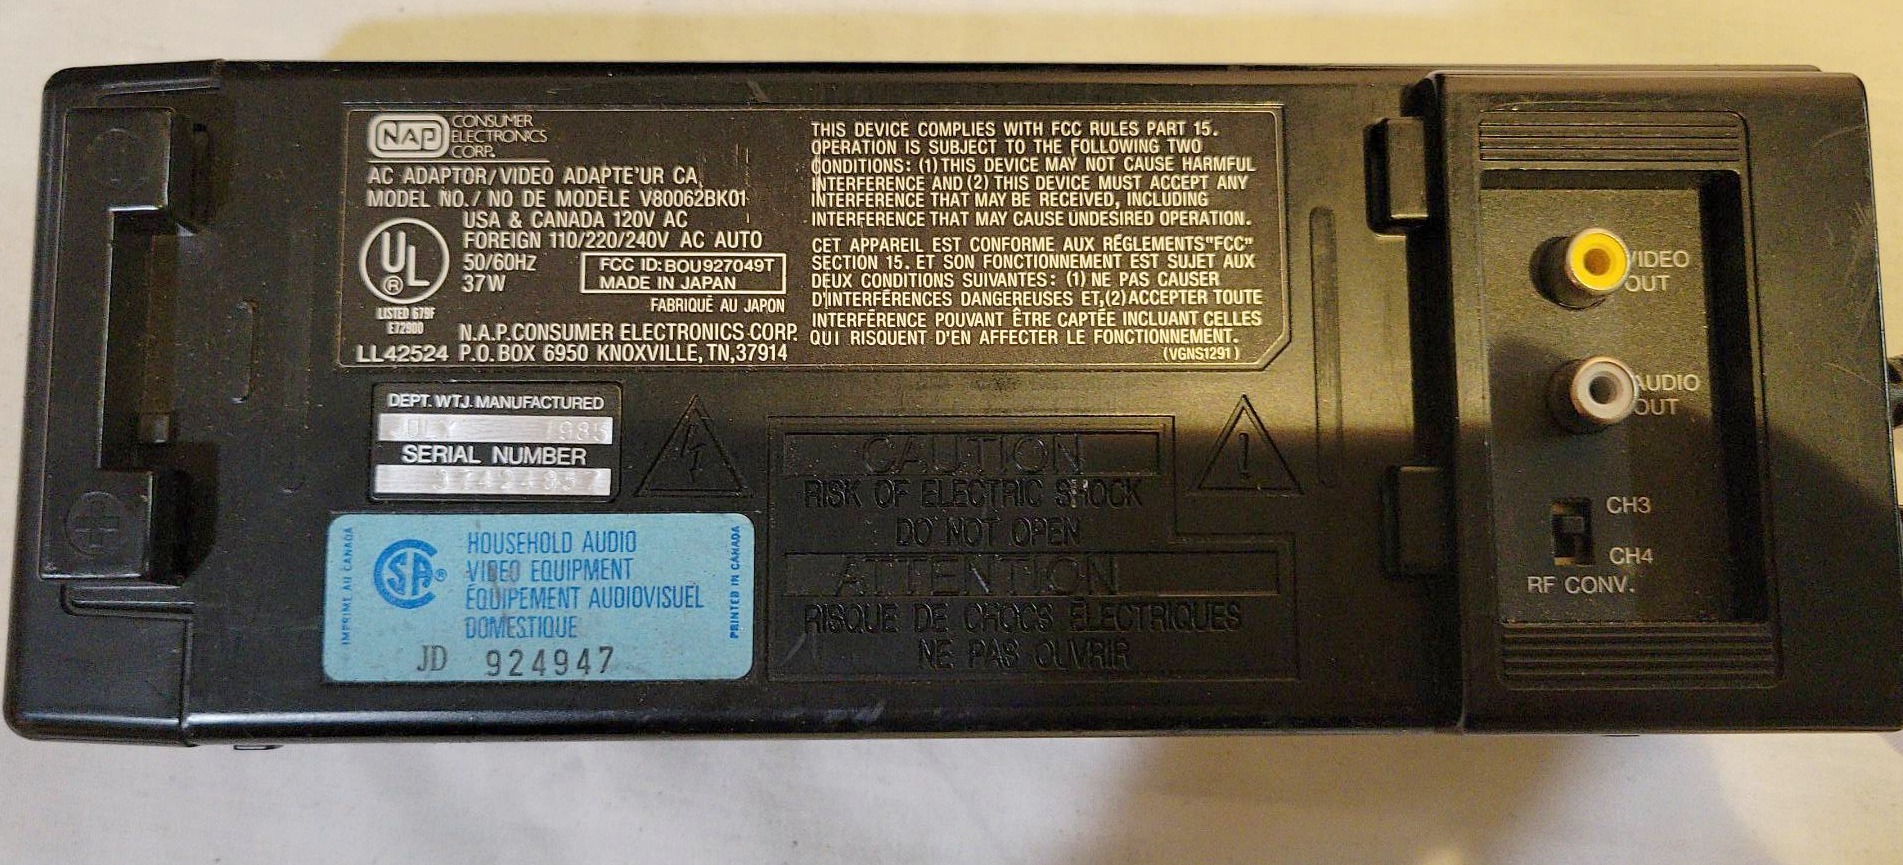 NAP CONSUMER
ELECTRONICS
CORP.
AC ADAPTOR/VIDEO ADAPTE'UR CA
MODEL NO./ NO DE MODÈLE V80062BK01
USA & CANADA 120V AC
FOREIGN 110/220/240V AC AUTO
50/60HZ
37W
FCC ID: BOU927049T
MADE IN JAPAN
FABRIQUÉ AU JAPON
UL ®
LISTED 679F
E72900
N.A.P. CONSUMER ELECTRONICS CORP.
LL42524 P.O. BOX 6950 KNOXVILLE, TN, 37914
THIS DEVICE COMPLIES WITH FCC RULES PART 15.
OPERATION IS SUBJECT TO THE FOLLOWING TWO
CONDITIONS: (1) THIS DEVICE MAY NOT CAUSE HARMFUL
INTERFERENCE AND (2) THIS DEVICE MUST ACCEPT ANY
INTERFERENCE THAT MAY BE RECEIVED, INCLUDING
INTERFERENCE THAT MAY CAUSE UNDESIRED OPERATION.
CET APPAREIL EST CONFORME AUX RÉGLEMENTS "FCC"
SECTION 15. ET SON FONCTIONNEMENT EST SUJET AUX
DEUX CONDITIONS SUIVANTES: (1) NE PAS CAUSER
D'INTERFÉRENCES DANGEREUSES ET, (2) ACCEPTER TOUTE
INTERFÉRENCE POUVANT ÊTRE CAPTÉE INCLUANT CELLES
QUI RISQUENT D'EN AFFECTER LE FONCTIONNEMENT.
(VGNS1291)
DEPT. WTJ. MANUFACTURED
JULY 1985
SERIAL NUMBER
IMPRIMÉ AU CANADA
SA®
HOUSEHOLD AUDIO
VIDEO EQUIPMENT
ÉQUIPEMENT AUDIOVISUEL
DOMESTIQUE
JD 924947
PRINTED IN CANADA
CAUTION
RISK OF ELECTRIC SHOCK
DO NOT OPEN
ATTENTION
RISQUE DE CHOCS ÉLECTRIQUES
NE PAS OUVRIR
VIDEO
OUT
AUDIO
OUT
CH3
CH4
RF CONV.